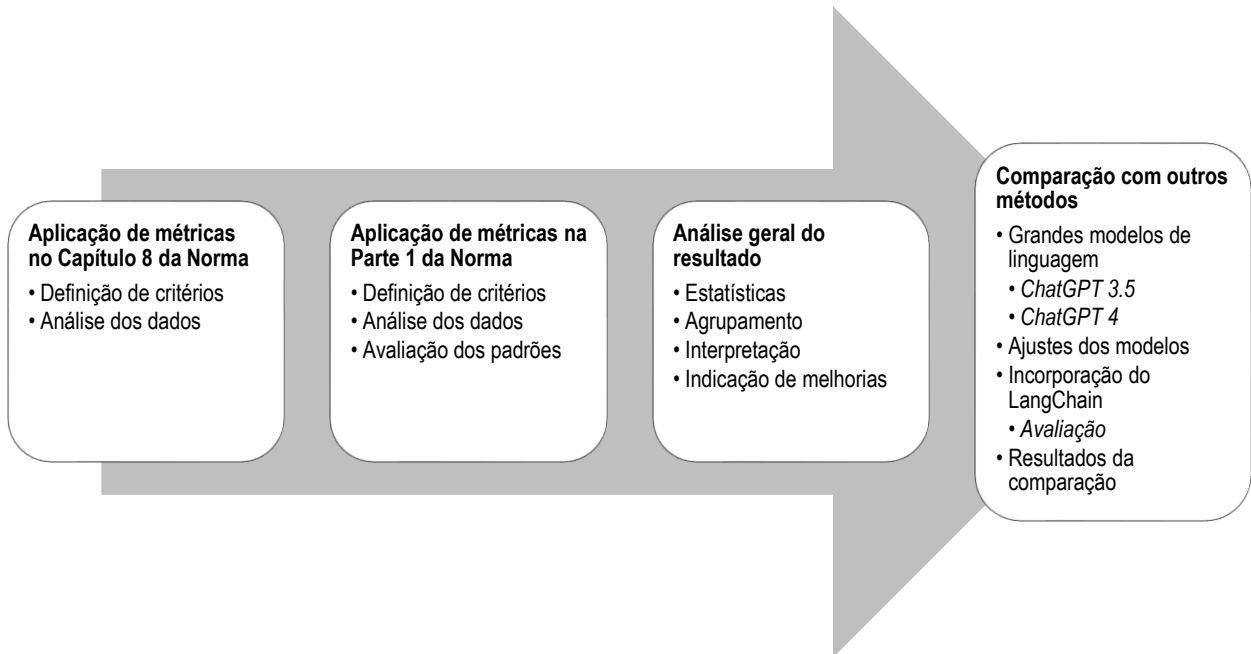 Aplicação de métricas
no Capítulo 8 da Norma
• Definição de critérios
• Análise dos dados
Aplicação de métricas na
Parte 1 da Norma
• Definição de critérios
• Análise dos dados
• Avaliação dos padrões
Análise geral do
resultado
• Estatísticas
• Agrupamento
• Interpretação
• Indicação de melhorias
Comparação com outros
métodos
• Grandes modelos de
linguagem
• ChatGPT 3.5
• ChatGPT 4
• Ajustes dos modelos
• Incorporação do
LangChain
• Avaliação
• Resultados da
comparação